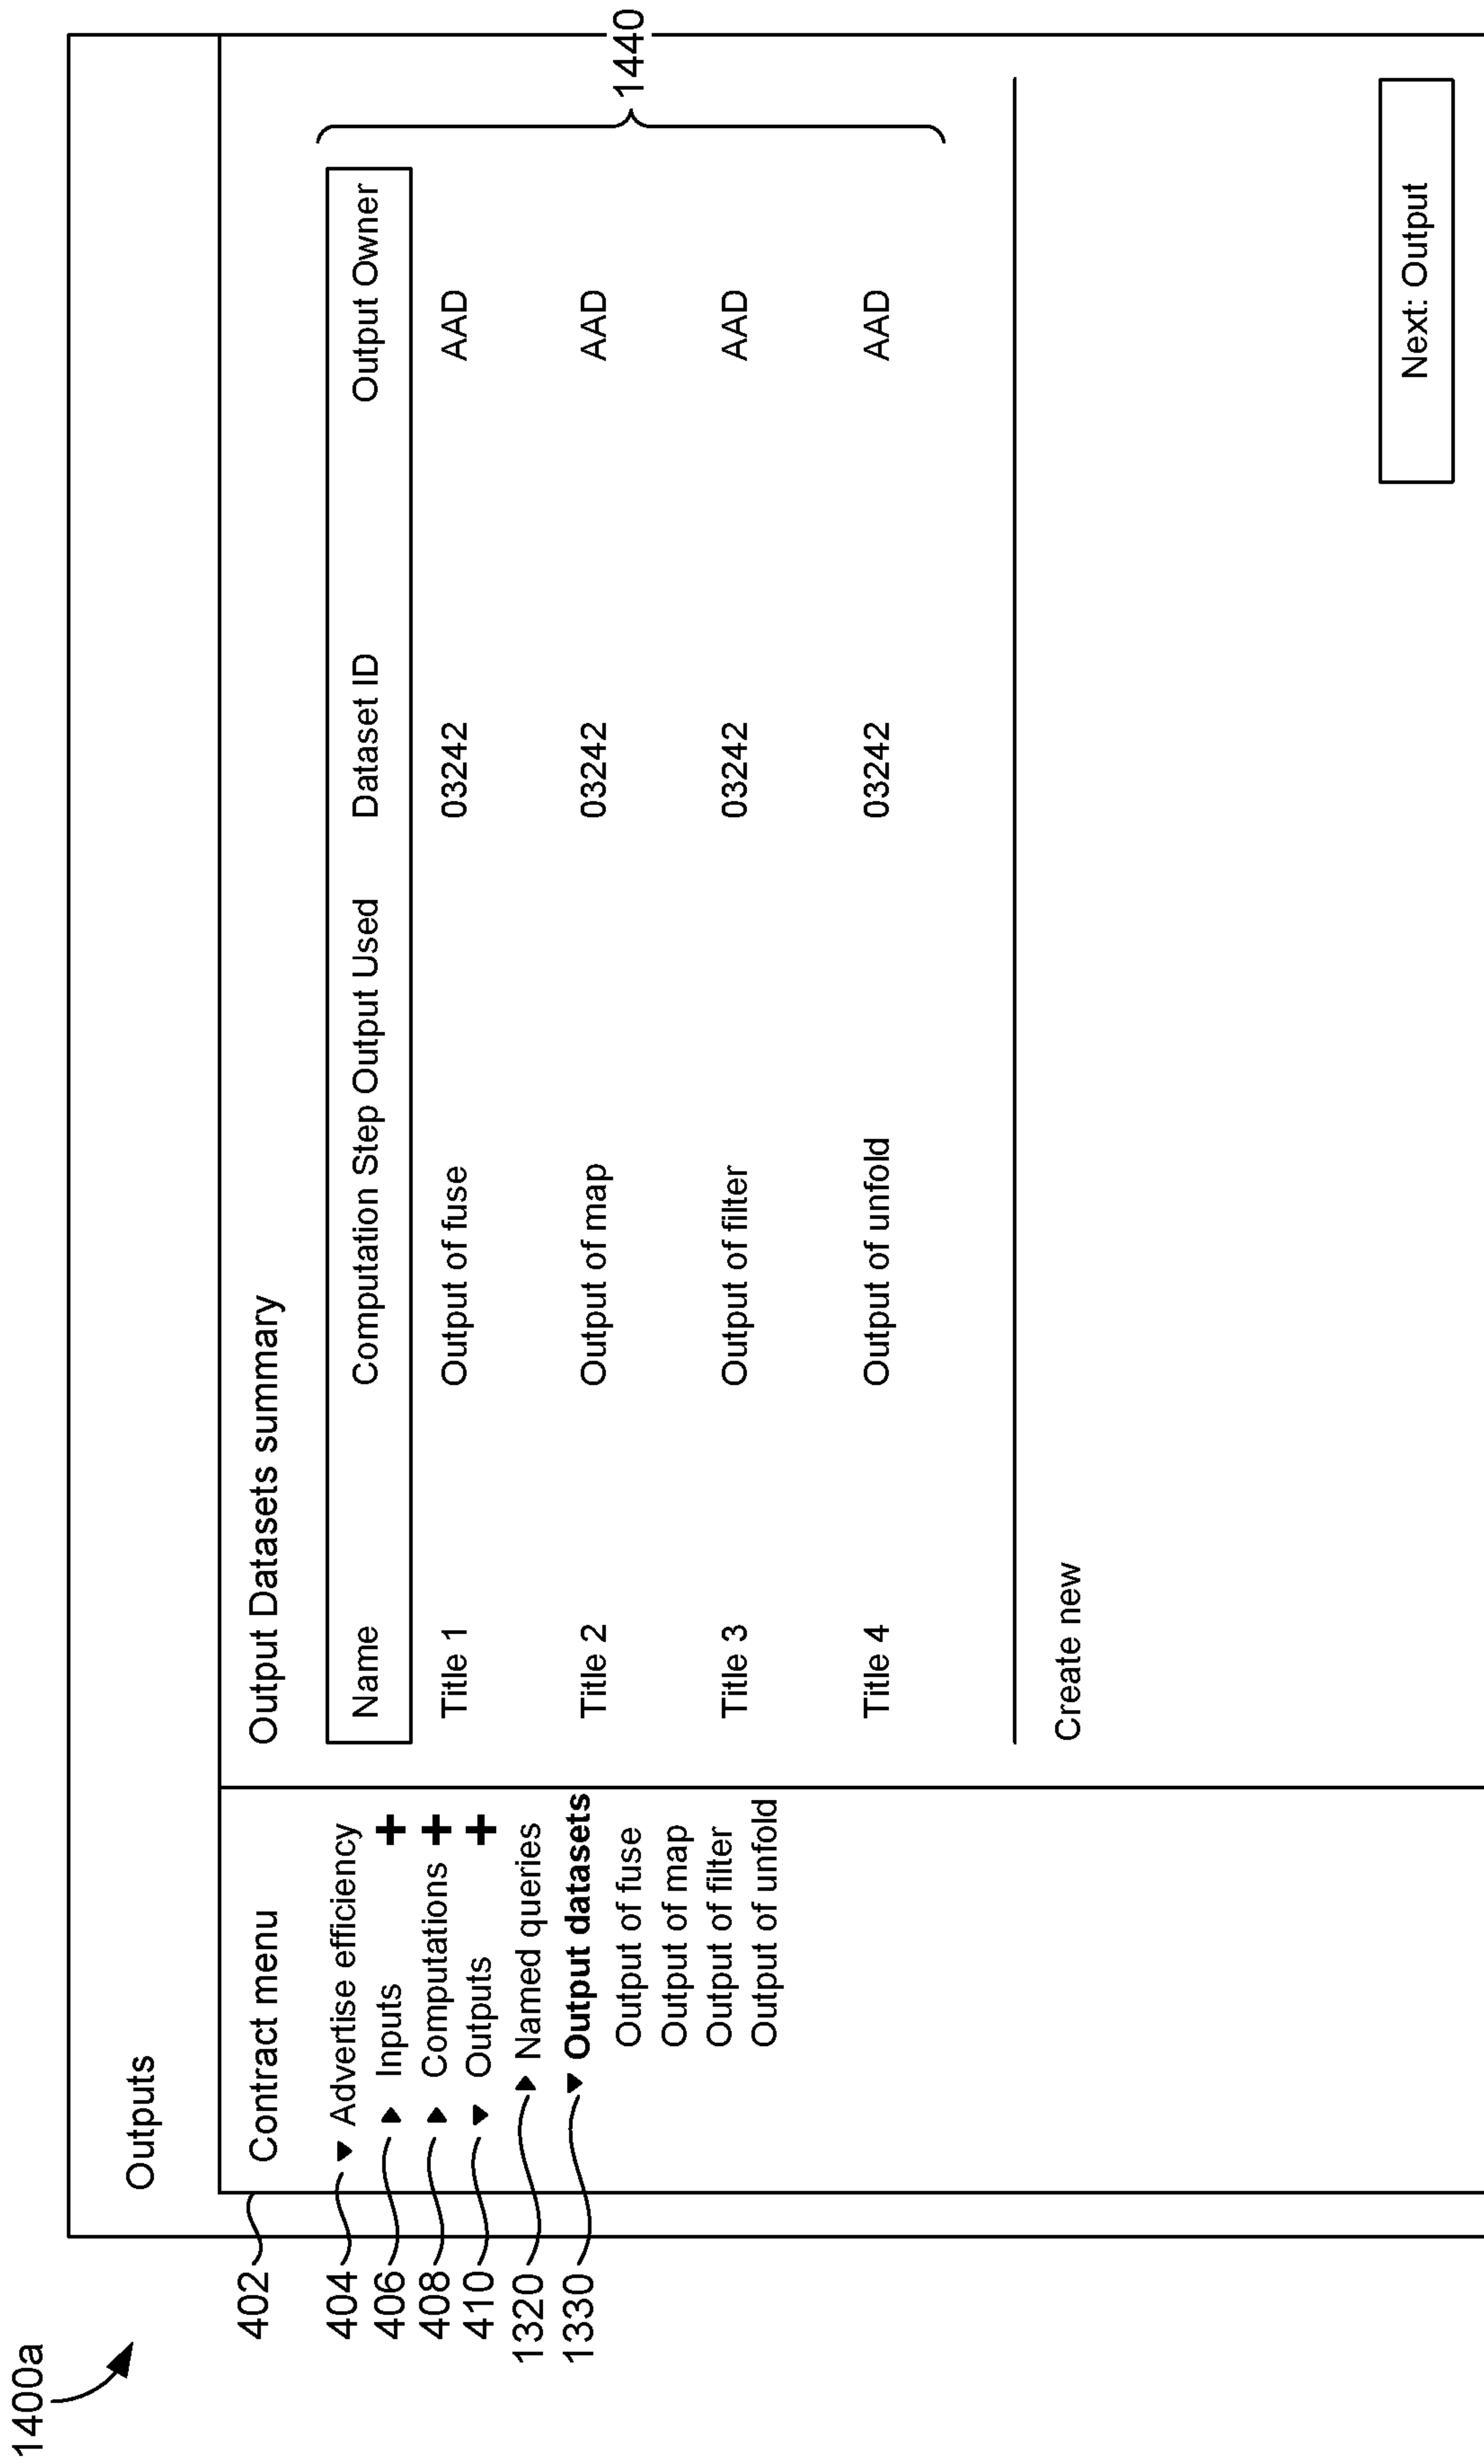 1400a
Outputs
402
Contract menu
404
Advertise efficiency
406
Inputs +
408
Computations +
410
Outputs +
1320
Named queries
1330
Output datasets
Output of fuse
Output of map
Output of filter
Output of unfold
Output Datasets summary
Name Computation Step Output Used Dataset ID Output Owner
Title 1 Output of fuse 03242 AAD
Title 2 Output of map 03242 AAD
Title 3 Output of filter 03242 AAD
Title 4 Output of unfold 03242 AAD
1440
Create new
Next: Output